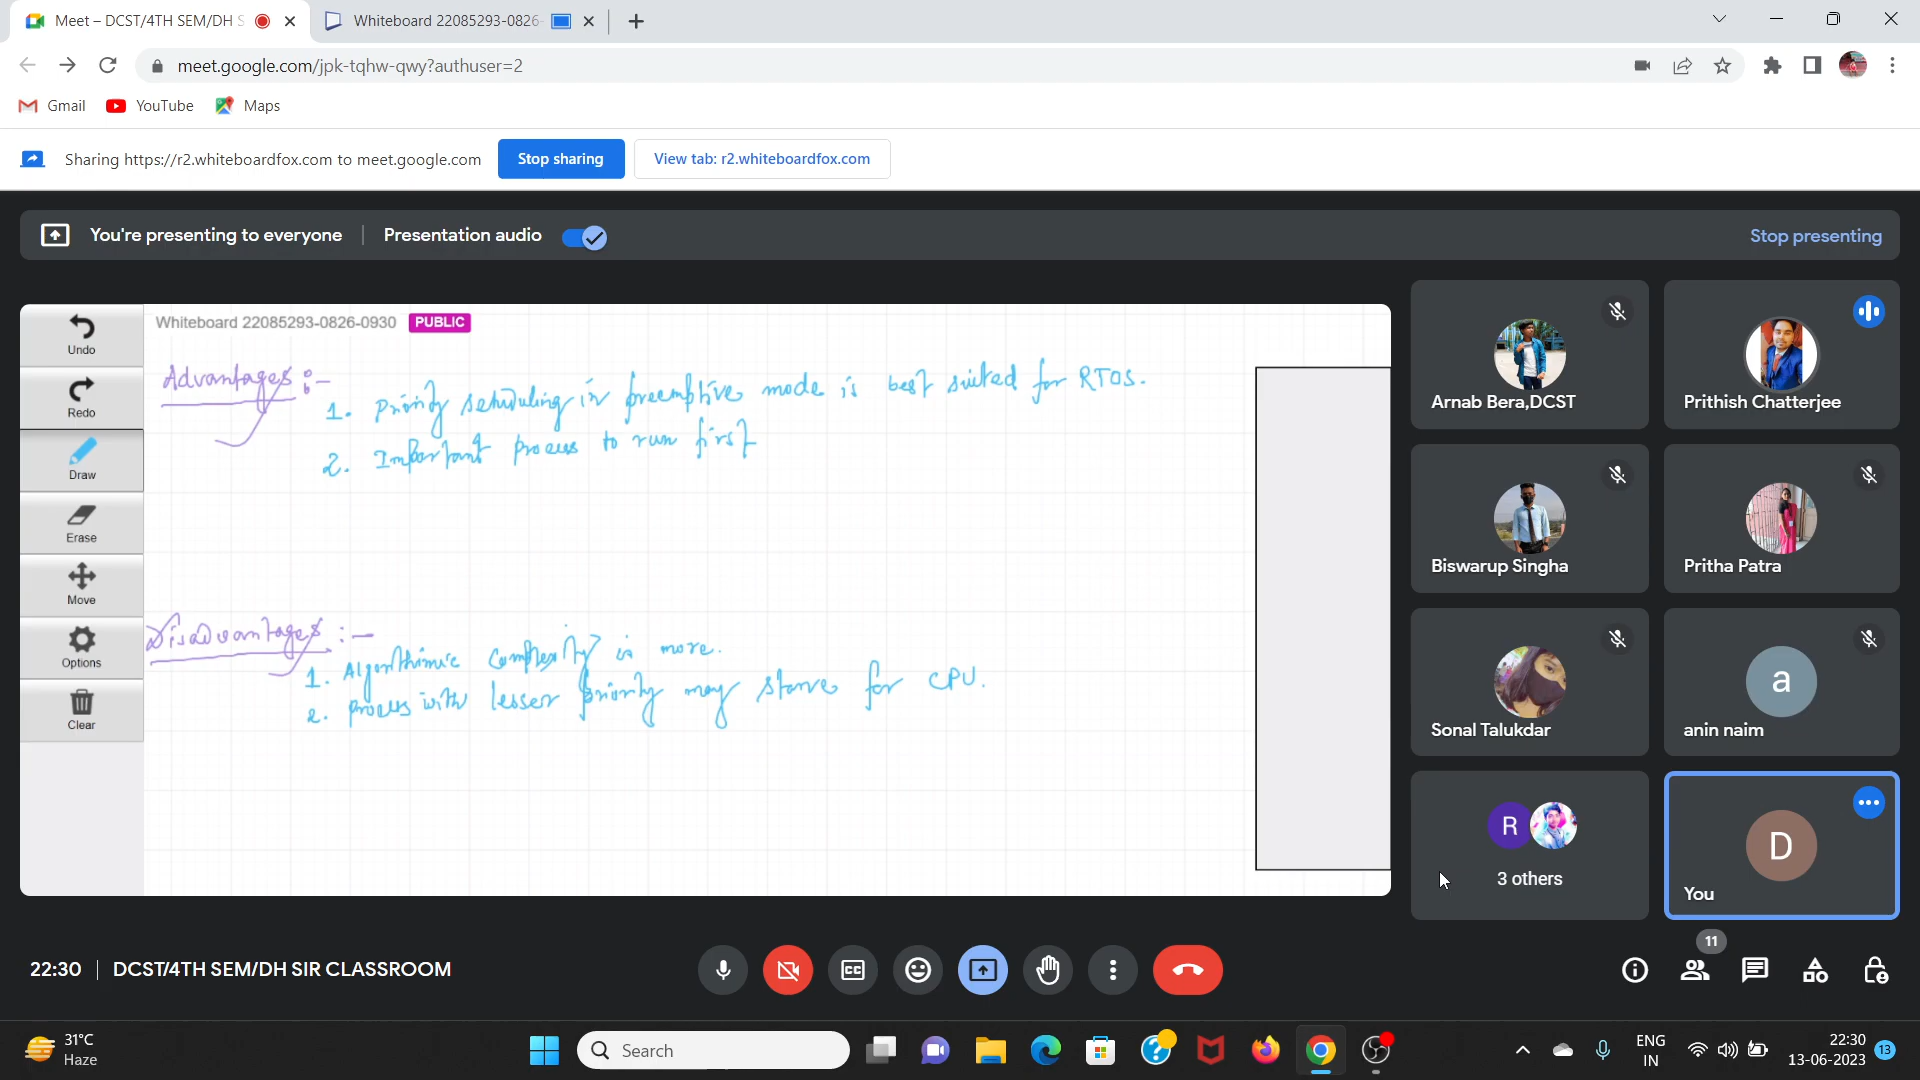 Meet – DCST/4TH SEM/DH S
Whiteboard 22085293-0826-
meet.google.com/jpk-tqhw-qwy?authuser=2
Gmail
YouTube
Maps
Sharing https://r2.whiteboardfox.com to meet.google.com
Stop sharing
View tab: r2.whiteboardfox.com
You're presenting to everyone
Presentation audio
Stop presenting
Undo
Redo
Draw
Erase
Move
Options
Clear
Whiteboard 22085293-0826-0930 PUBLIC
Advantages :-
1. Priority scheduling in preemptive mode is best suited for RTOS.
2. Important process to run first
Disadvantages :-
1. Algorithmic complexity is more.
2. process with lesser priority may starve for CPU.
Arnab Bera,DCST
Prithish Chatterjee
Biswarup Singha
Pritha Patra
Sonal Talukdar
a
anin naim
R
3 others
D
You
22:30 | DCST/4TH SEM/DH SIR CLASSROOM
CC
11
31°C
Haze
Search
ENG
IN
22:30
13-06-2023
13